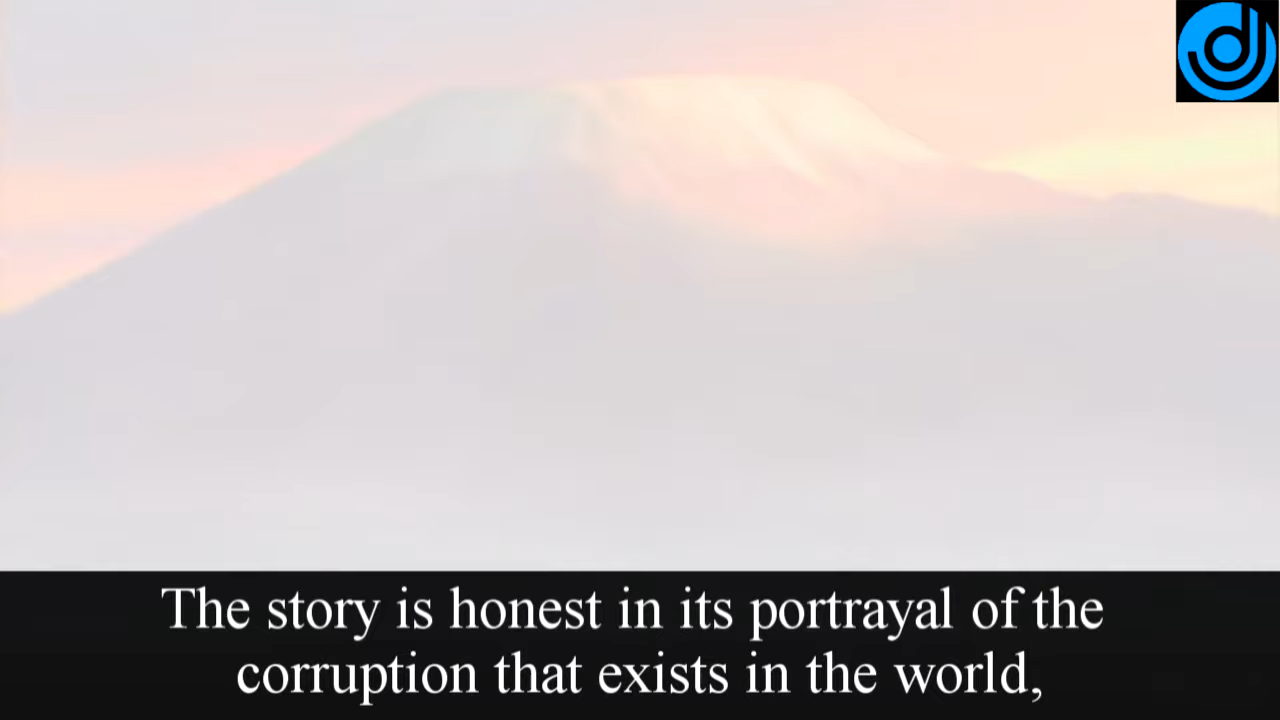 The story is honest in its portrayal of the
corruption that exists in the world,